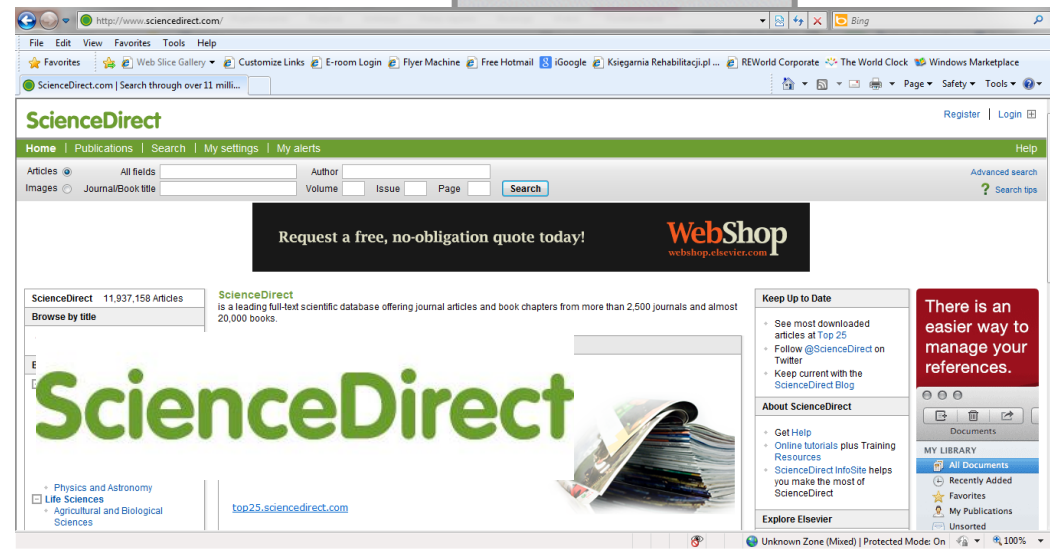 http://www.sciencedirect.com/
Bing
File Edit View Favorites Tools Help
Favorites Web Slice Gallery Customize Links E-room Login Flyer Machine Free Hotmail iGoogle Księgarnia Rehabilitacji.pl ... REWorld Corporate The World Clock Windows Marketplace
ScienceDirect.com | Search through over 11 milli...
Page Safety Tools
ScienceDirect
Register | Login
Home | Publications | Search | My settings | My alerts
Help
Articles All fields Author
Advanced search
Images Journal/Book title Volume Issue Page Search
? Search tips
Request a free, no-obligation quote today!
WebShop
webshop.elsevier.com
ScienceDirect 11,937,158 Articles
Browse by title
ScienceDirect
is a leading full-text scientific database offering journal articles and book chapters from more than 2,500 journals and almost
20,000 books.
ScienceDirect
Physics and Astronomy
Life Sciences
Agricultural and Biological
Sciences
top25.sciencedirect.com
Keep Up to Date
See most downloaded
articles at Top 25
Follow @ScienceDirect on
Twitter
Keep current with the
ScienceDirect Blog
About ScienceDirect
Get Help
Online tutorials plus Training
Resources
ScienceDirect InfoSite helps
you make the most of
ScienceDirect
Explore Elsevier
There is an
easier way to
manage your
references.
Documents
MY LIBRARY
All Documents
Recently Added
Favorites
My Publications
Unsorted
Unknown Zone (Mixed) | Protected Mode: On
100%